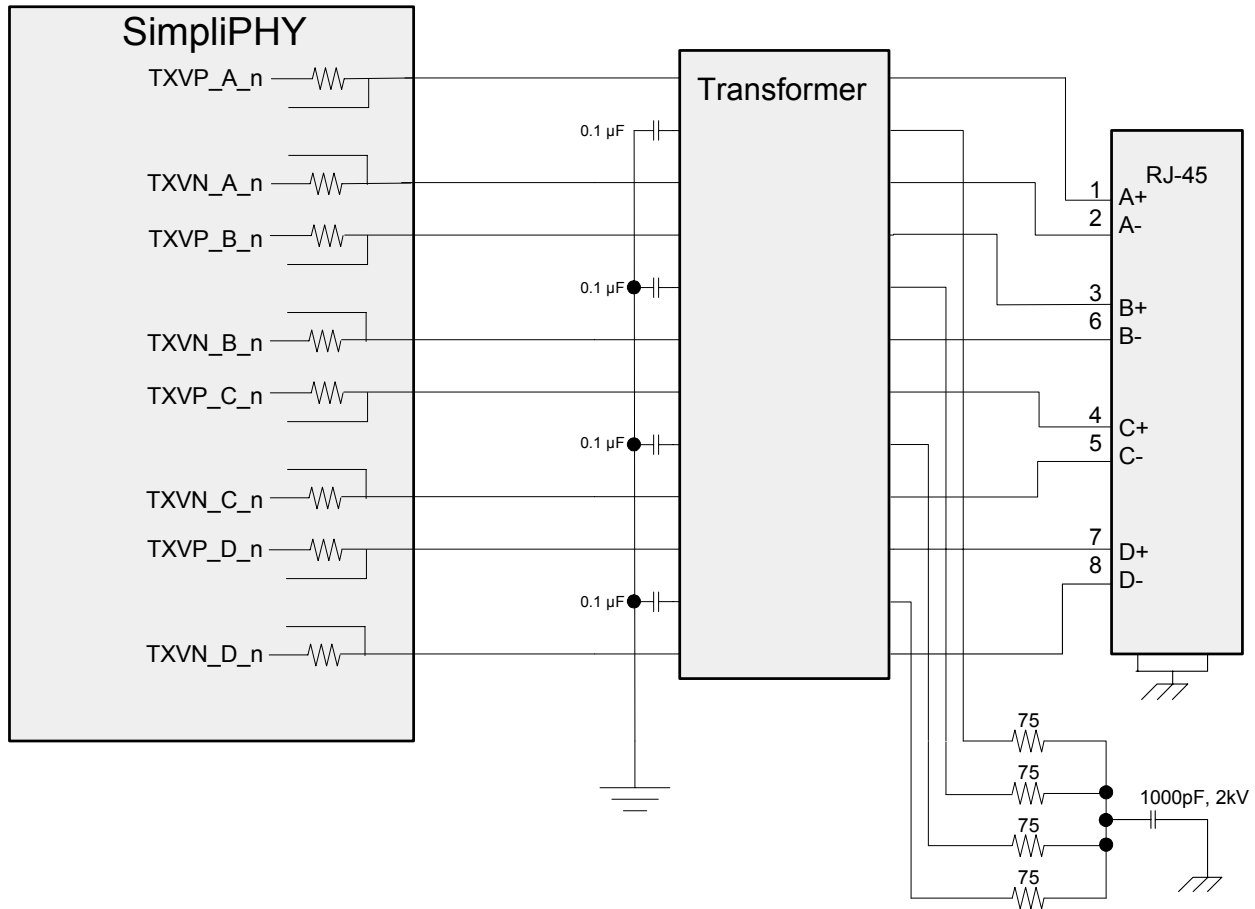 SimpliPHY
TXVP_A_n
TXVN_A_n
TXVP_B_n
TXVN_B_n
TXVP_C_n
TXVN_C_n
TXVP_D_n
TXVN_D_n
0.1 µF
0.1 µF
0.1 µF
0.1 µF
Transformer
RJ-45
1
A+
2
A-
3
B+
6
B-
4
C+
5
C-
7
D+
8
D-
75
75
75
75
1000pF, 2kV